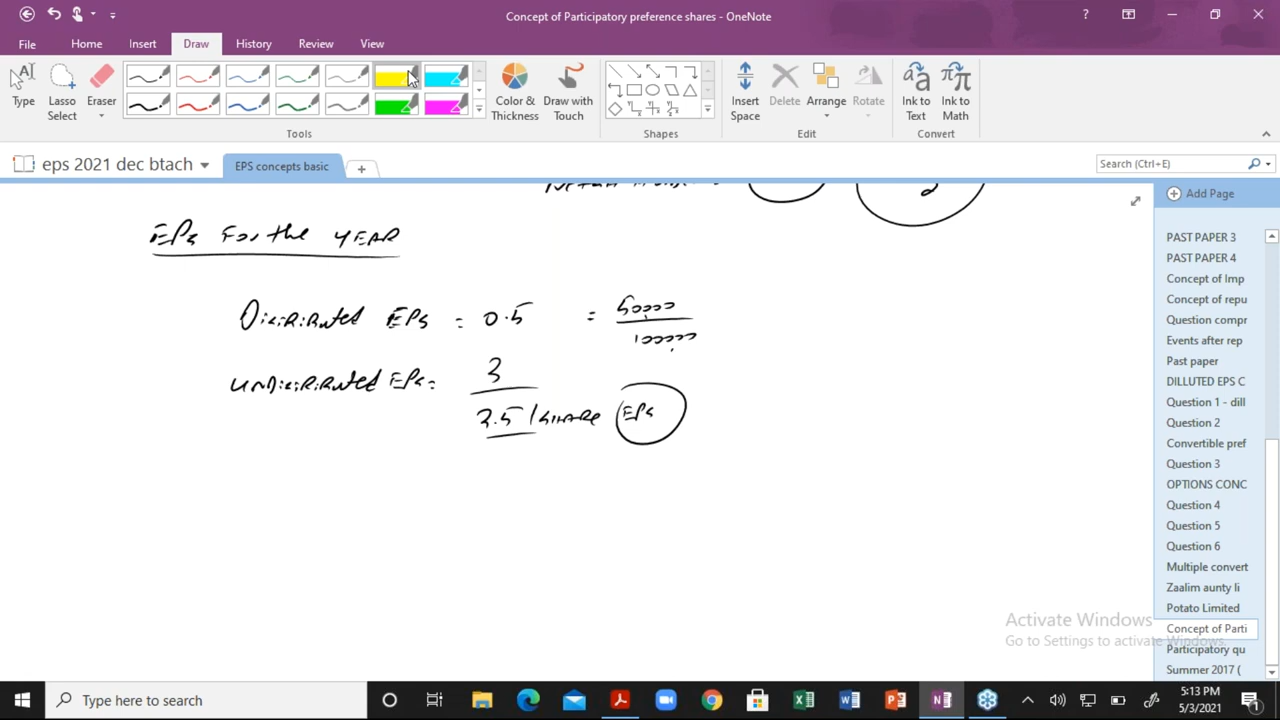 Concept of Participatory preference shares - OneNote
File Home Insert Draw History Review View
Type Lasso Select Eraser Color & Thickness Draw with Touch Insert Space Delete Arrange Rotate Ink to Text Ink to Math
Tools Shapes Edit Convert
eps 2021 dec btach EPS concepts basic Search (Ctrl+E)
Add Page
EPS FOR the YEAR
Distributed EPS = 0.5 = 50000 / 100000
undistributed EPS = 3
3.5 / SHARE EPS
PAST PAPER 3
PAST PAPER 4
Concept of Imp
Concept of repu
Question compr
Events after rep
Past paper
DILLUTED EPS C
Question 1 - dill
Question 2
Convertible pref
Question 3
OPTIONS CONC
Question 4
Question 5
Question 6
Multiple convert
Zaalim aunty li
Potato Limited
Concept of Parti
Participatory qu
Summer 2017 (
Activate Windows
Go to Settings to activate Windows.
Type here to search
5:13 PM
5/3/2021